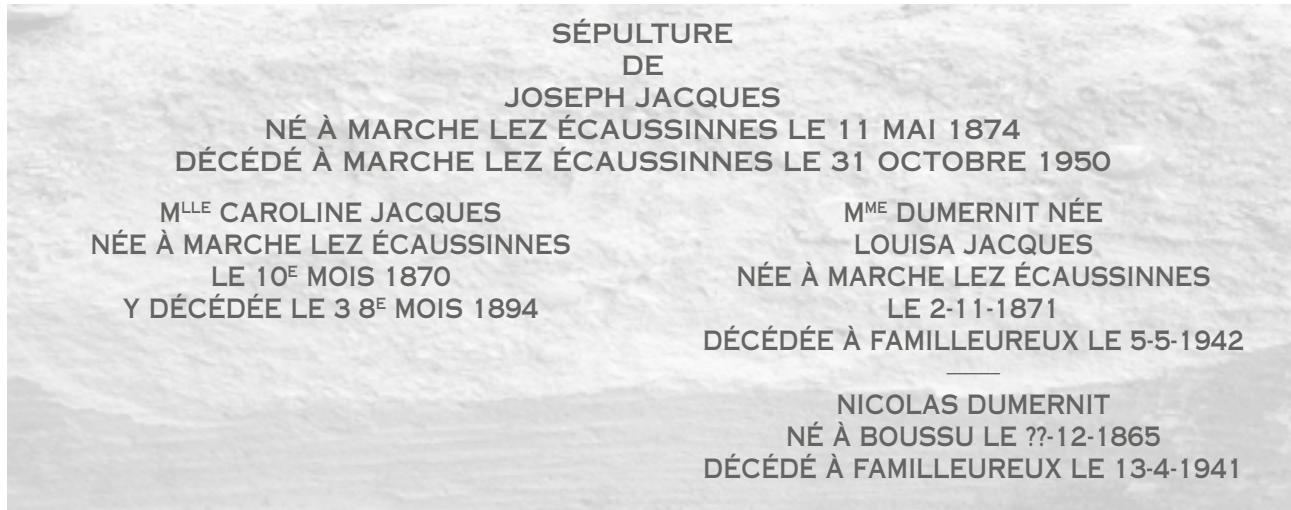 SÉPULTURE
DE
JOSEPH JACQUES
NÉ À MARCHE LEZ ÉCAUSSINNES LE 11 MAI 1874
DÉCÉDÉ À MARCHE LEZ ÉCAUSSINNES LE 31 OCTOBRE 1950
MLLE CAROLINE JACQUES
NÉE À MARCHE LEZ ÉCAUSSINNES
LE 10E MOIS 1870
Y DÉCÉDÉE LE 3 8E MOIS 1894
MME DUMERNIT NÉE
LOUISA JACQUES
NÉE À MARCHE LEZ ÉCAUSSINNES
LE 2-11-1871
DÉCÉDÉE À FAMILLEUREUX LE 5-5-1942
NICOLAS DUMERNIT
NÉ À BOUSSU LE ??-12-1865
DÉCÉDÉ À FAMILLEUREUX LE 13-4-1941